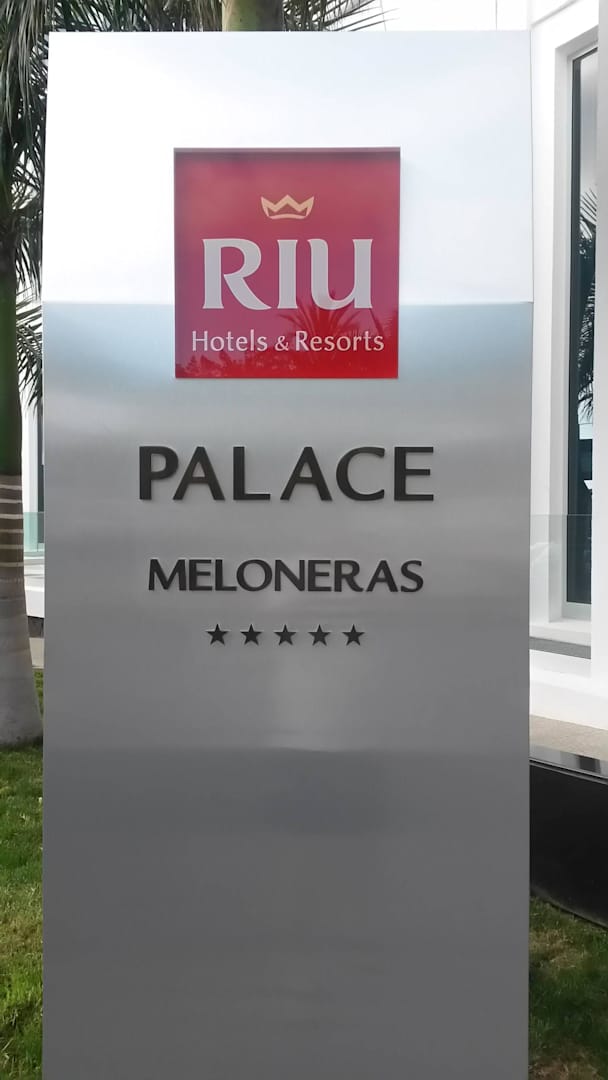 RIU
Hotels & Resorts
PALACE
MELONERAS
★★★★★